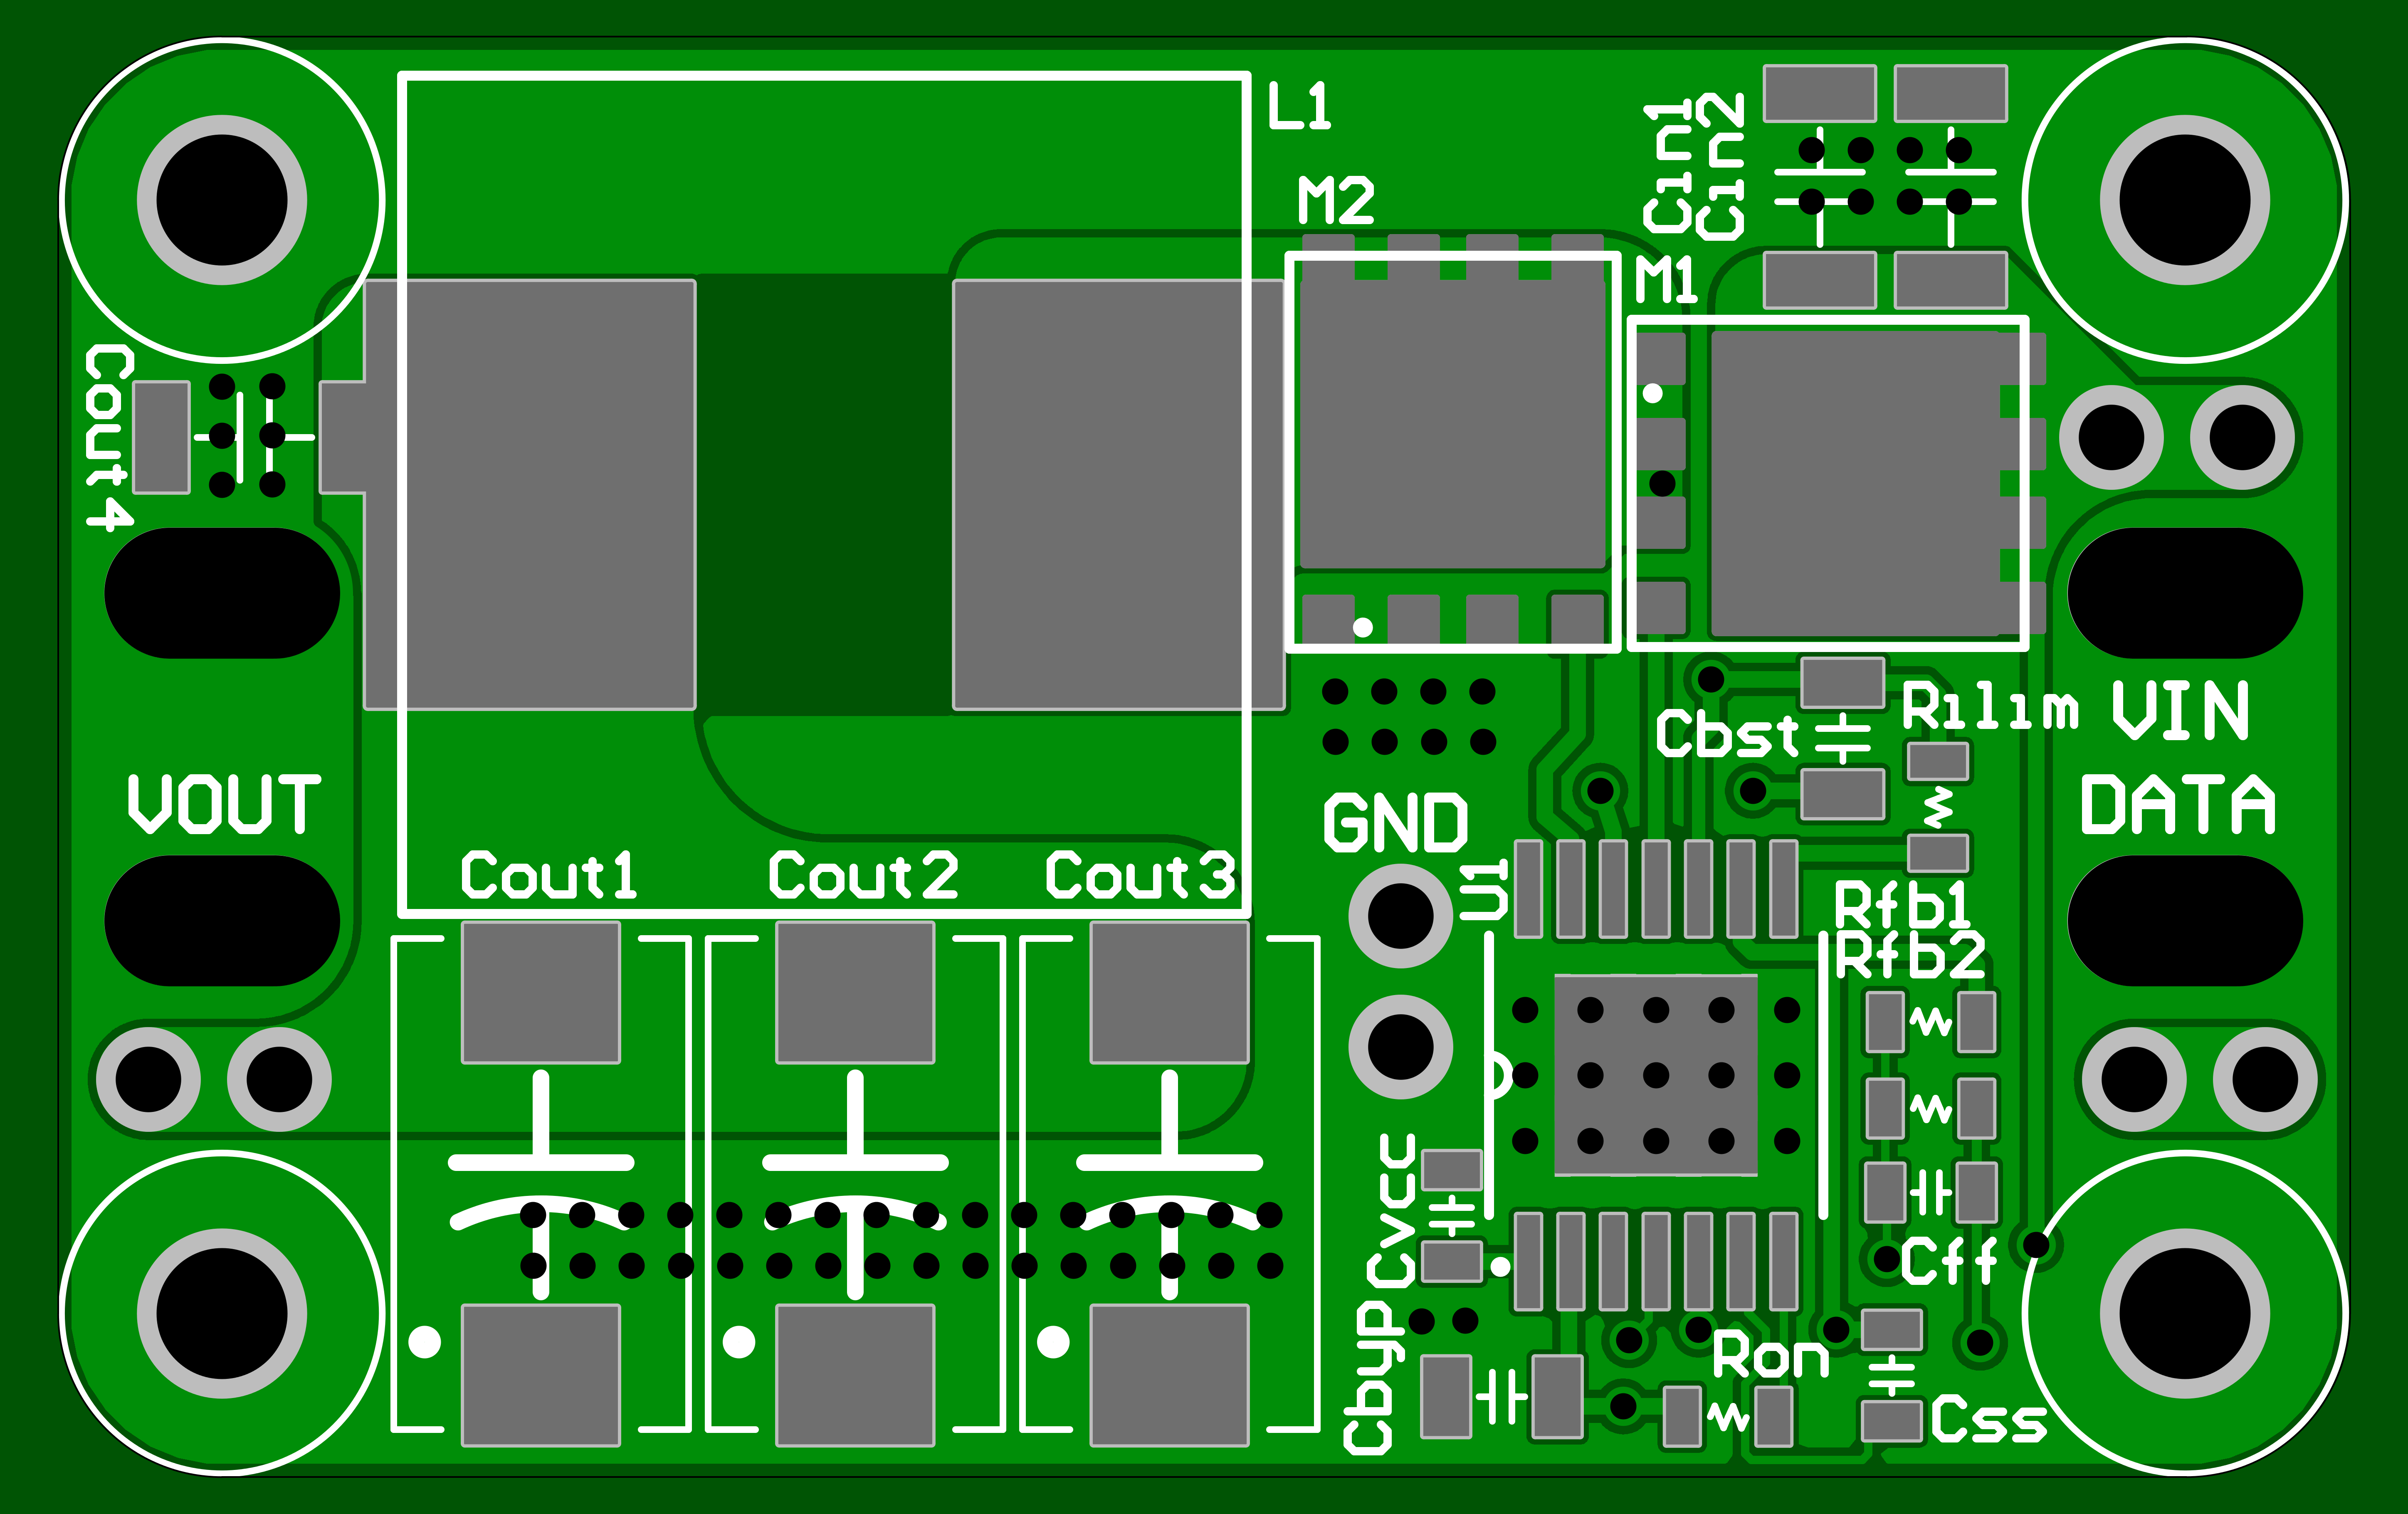 L1
Cin1
Cin2
M2
M1
Cout4
Rilim
VIN
Cbst
VOUT
GND
DATA
Cout1
Cout2
Cout3
U1
Rfb1
Rfb2
Cvcc
Cff
Cbyp
Ron
Css